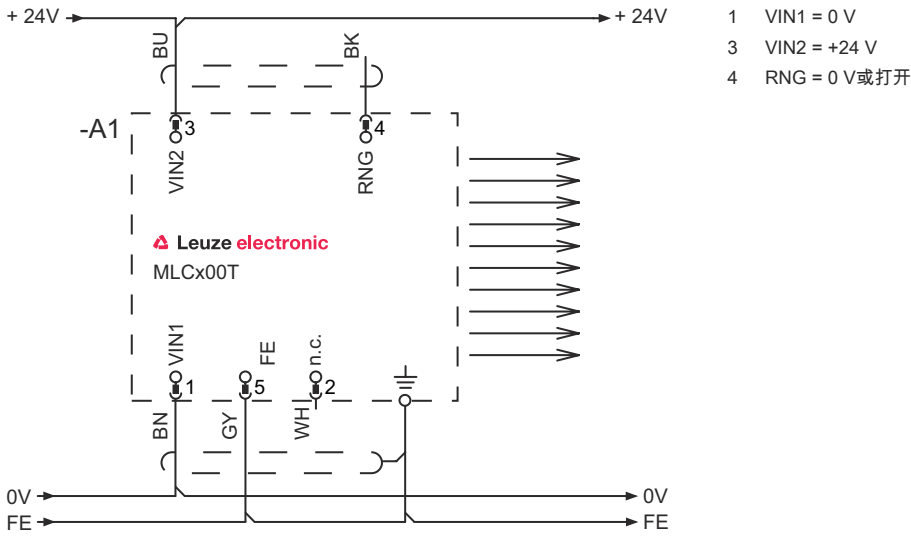 + 24V
+ 24V
1 VIN1 = 0 V
3 VIN2 = +24 V
4 RNG = 0 V或打开
BU
BK
-A1
3
4
VIN2
RNG
Leuze electronic
MLCx00T
VIN1
FE
n.c.
1
5
2
BN
GY
WH
0V
0V
FE
FE